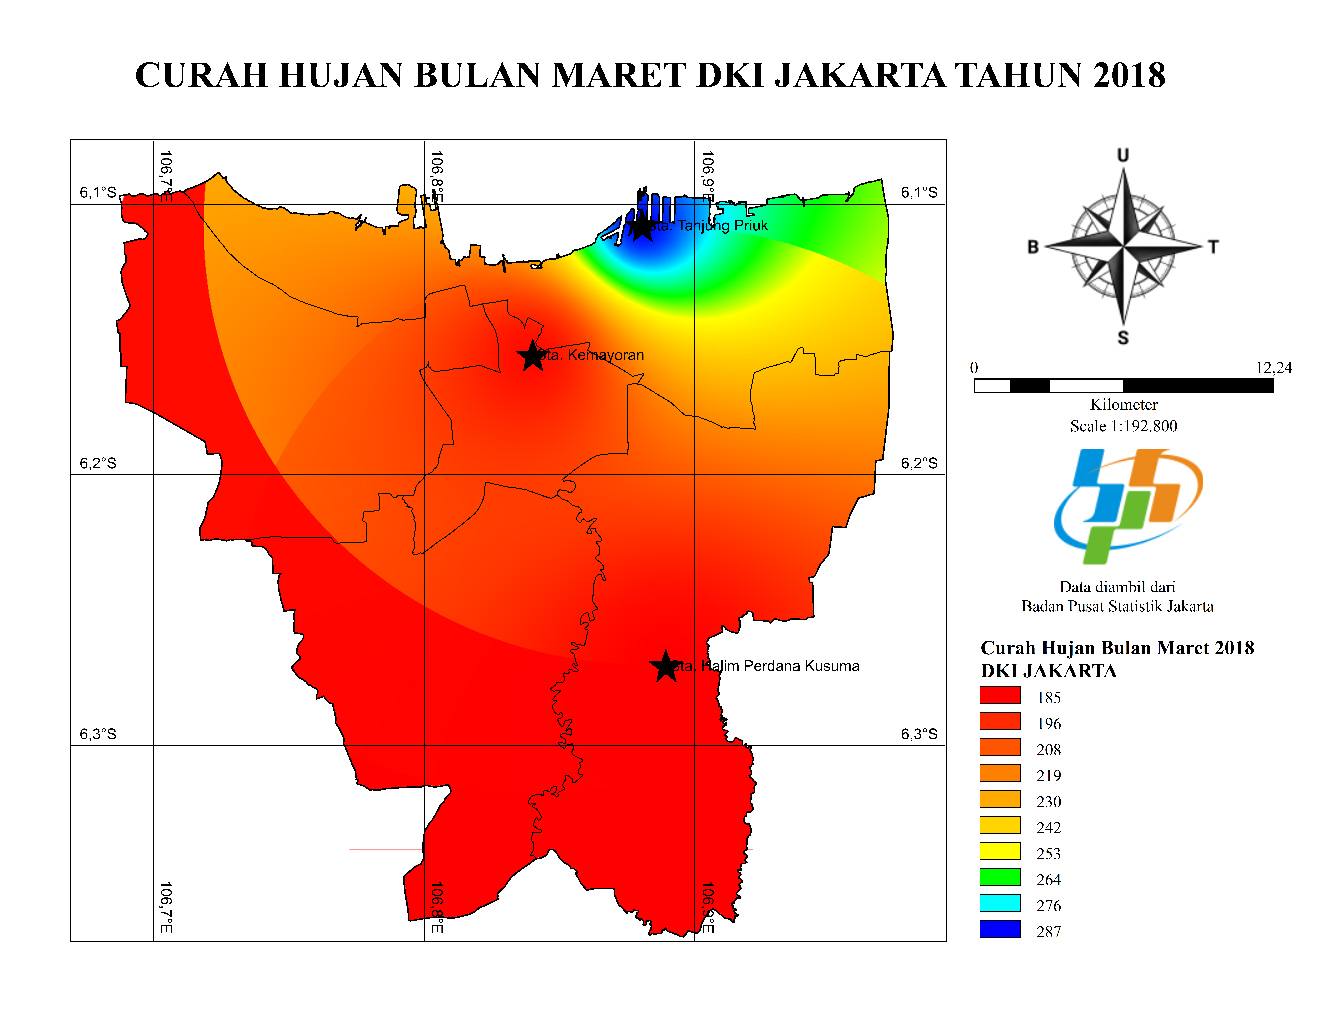 CURAH HUJAN BULAN MARET DKI JAKARTA TAHUN 2018
106,7°E
106,8°E
106,9°E
6,1°S
6,1°S
Sta. Tanjung Priuk
Sta. Kemayoran
6,2°S
6,2°S
Sta. Halim Perdana Kusuma
6,3°S
6,3°S
106,7°E
106,8°E
106,9°E
U
B
T
S
0
12,24
Kilometer
Scale 1:192.800
Data diambil dari
Badan Pusat Statistik Jakarta
Curah Hujan Bulan Maret 2018
DKI JAKARTA
185
196
208
219
230
242
253
264
276
287